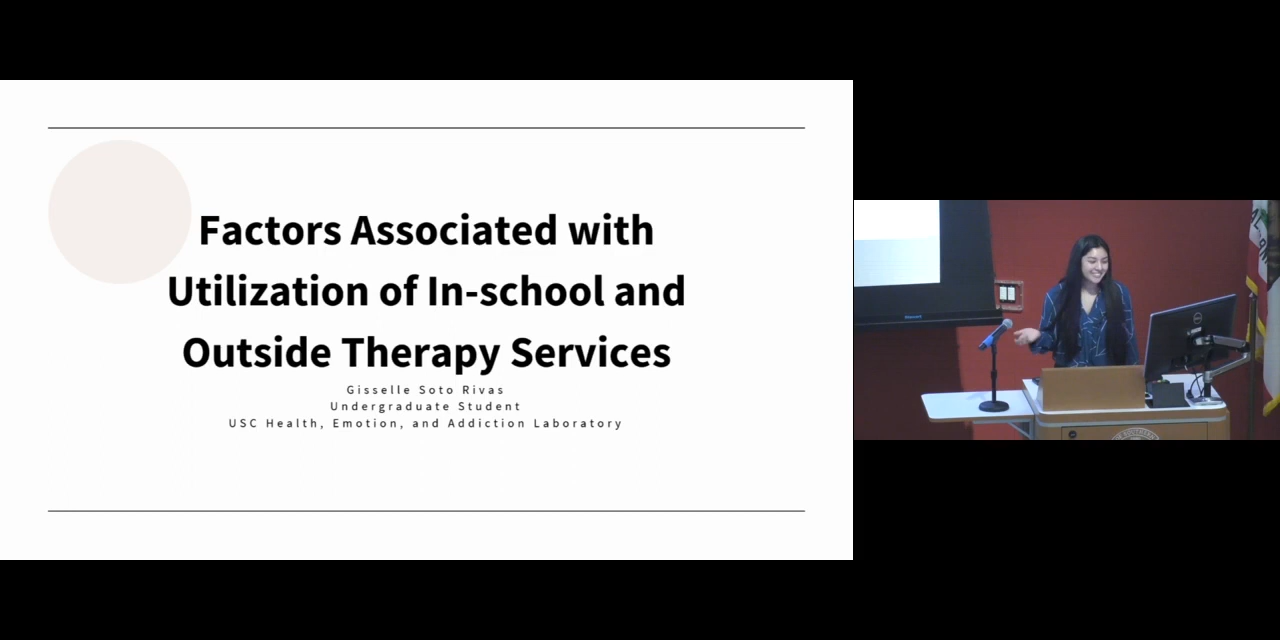 Factors Associated with
Utilization of In-school and
Outside Therapy Services
Gisselle Soto Rivas
Undergraduate Student
USC Health, Emotion, and Addiction Laboratory